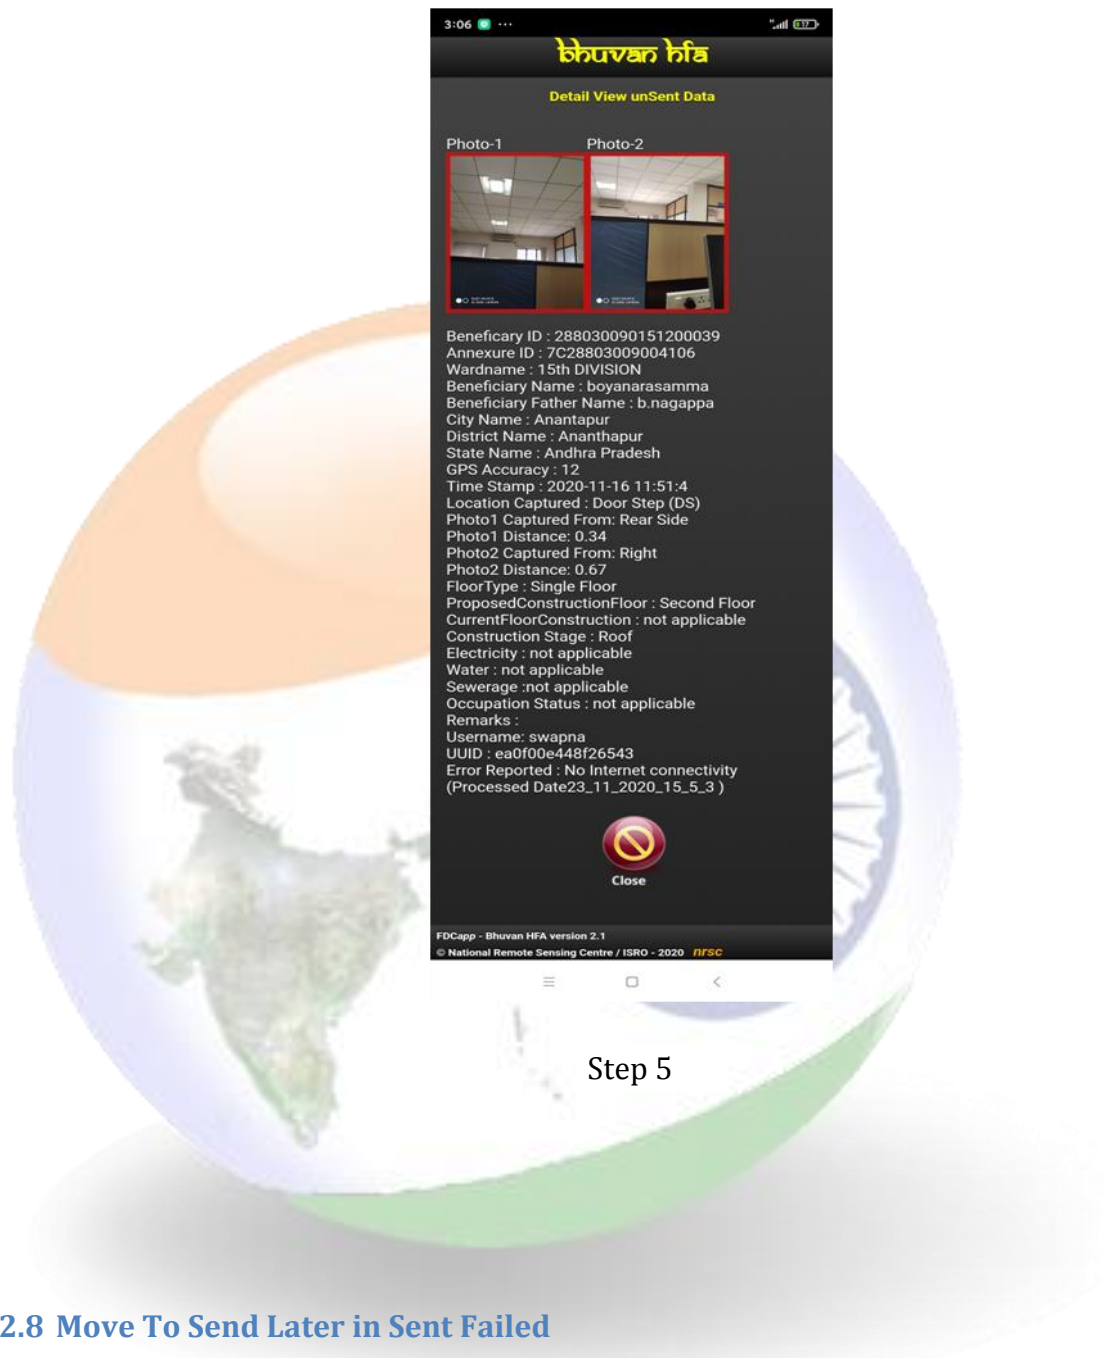 3:06 ...
17
bhuvan hfa
Detail View unSent Data
Photo-1 Photo-2
Beneficary ID : 288030090151200039
Annexure ID : 7C28803009004106
Wardname : 15th DIVISION
Beneficiary Name : boyanarasamma
Beneficiary Father Name : b.nagappa
City Name : Anantapur
District Name : Ananthapur
State Name : Andhra Pradesh
GPS Accuracy : 12
Time Stamp : 2020-11-16 11:51:4
Location Captured : Door Step (DS)
Photo1 Captured From: Rear Side
Photo1 Distance: 0.34
Photo2 Captured From: Right
Photo2 Distance: 0.67
FloorType : Single Floor
ProposedConstructionFloor : Second Floor
CurrentFloorConstruction : not applicable
Construction Stage : Roof
Electricity : not applicable
Water : not applicable
Sewerage :not applicable
Occupation Status : not applicable
Remarks :
Username: swapna
UUID : ea0f00e448f26543
Error Reported : No Internet connectivity
(Processed Date23_11_2020_15_5_3 )
Close
FDCapp - Bhuvan HFA version 2.1
© National Remote Sensing Centre / ISRO - 2020 nrsc
Step 5
2.8 Move To Send Later in Sent Failed